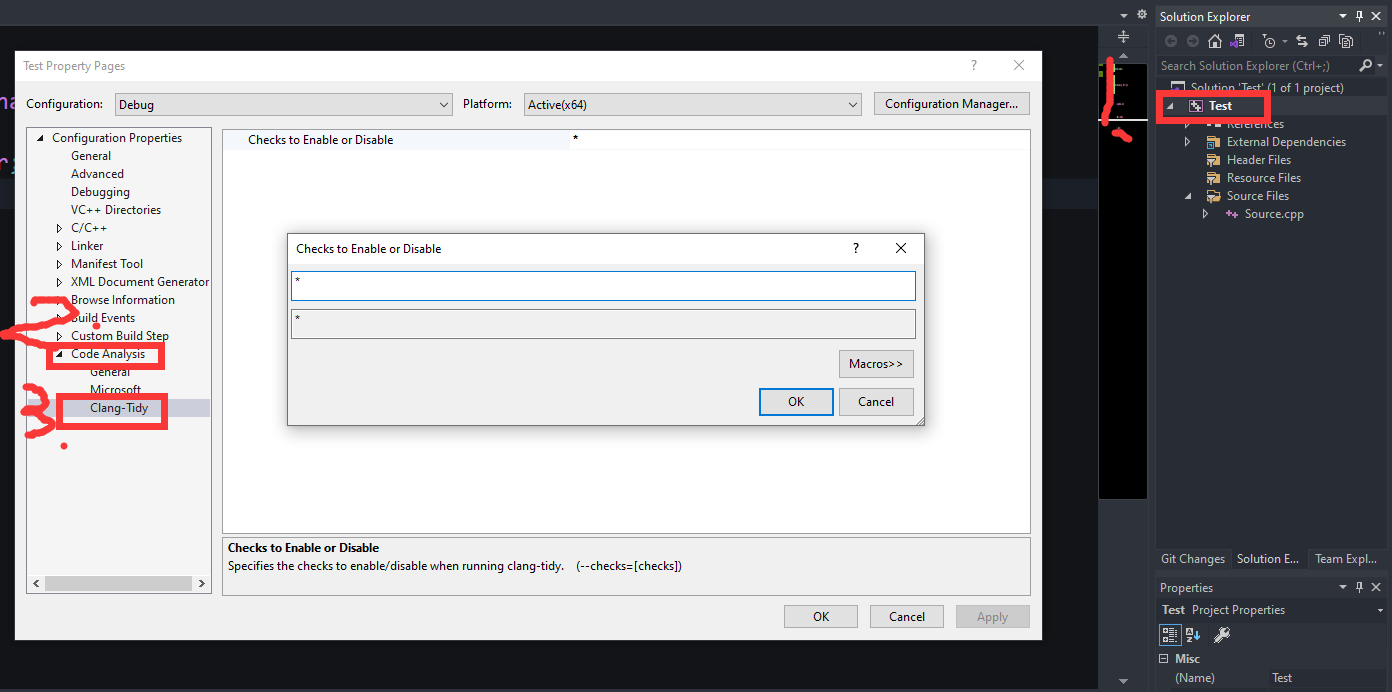 Solution Explorer
Search Solution Explorer (Ctrl+;)
Solution 'Test' (1 of 1 project)
Test
References
External Dependencies
Header Files
Resource Files
Source Files
Source.cpp
1.
Test Property Pages
?
Configuration:
Debug
Platform:
Active(x64)
Configuration Manager...
Configuration Properties
General
Advanced
Debugging
VC++ Directories
C/C++
Linker
Manifest Tool
XML Document Generator
Browse Information
Build Events
Custom Build Step
Code Analysis
General
Microsoft
Clang-Tidy
2.
3.
Checks to Enable or Disable *
Checks to Enable or Disable
?
*
*
Macros>>
OK Cancel
Checks to Enable or Disable
Specifies the checks to enable/disable when running clang-tidy. (--checks=[checks])
OK Cancel Apply
Git Changes Solution E... Team Expl...
Properties
Test Project Properties
Misc
(Name) Test